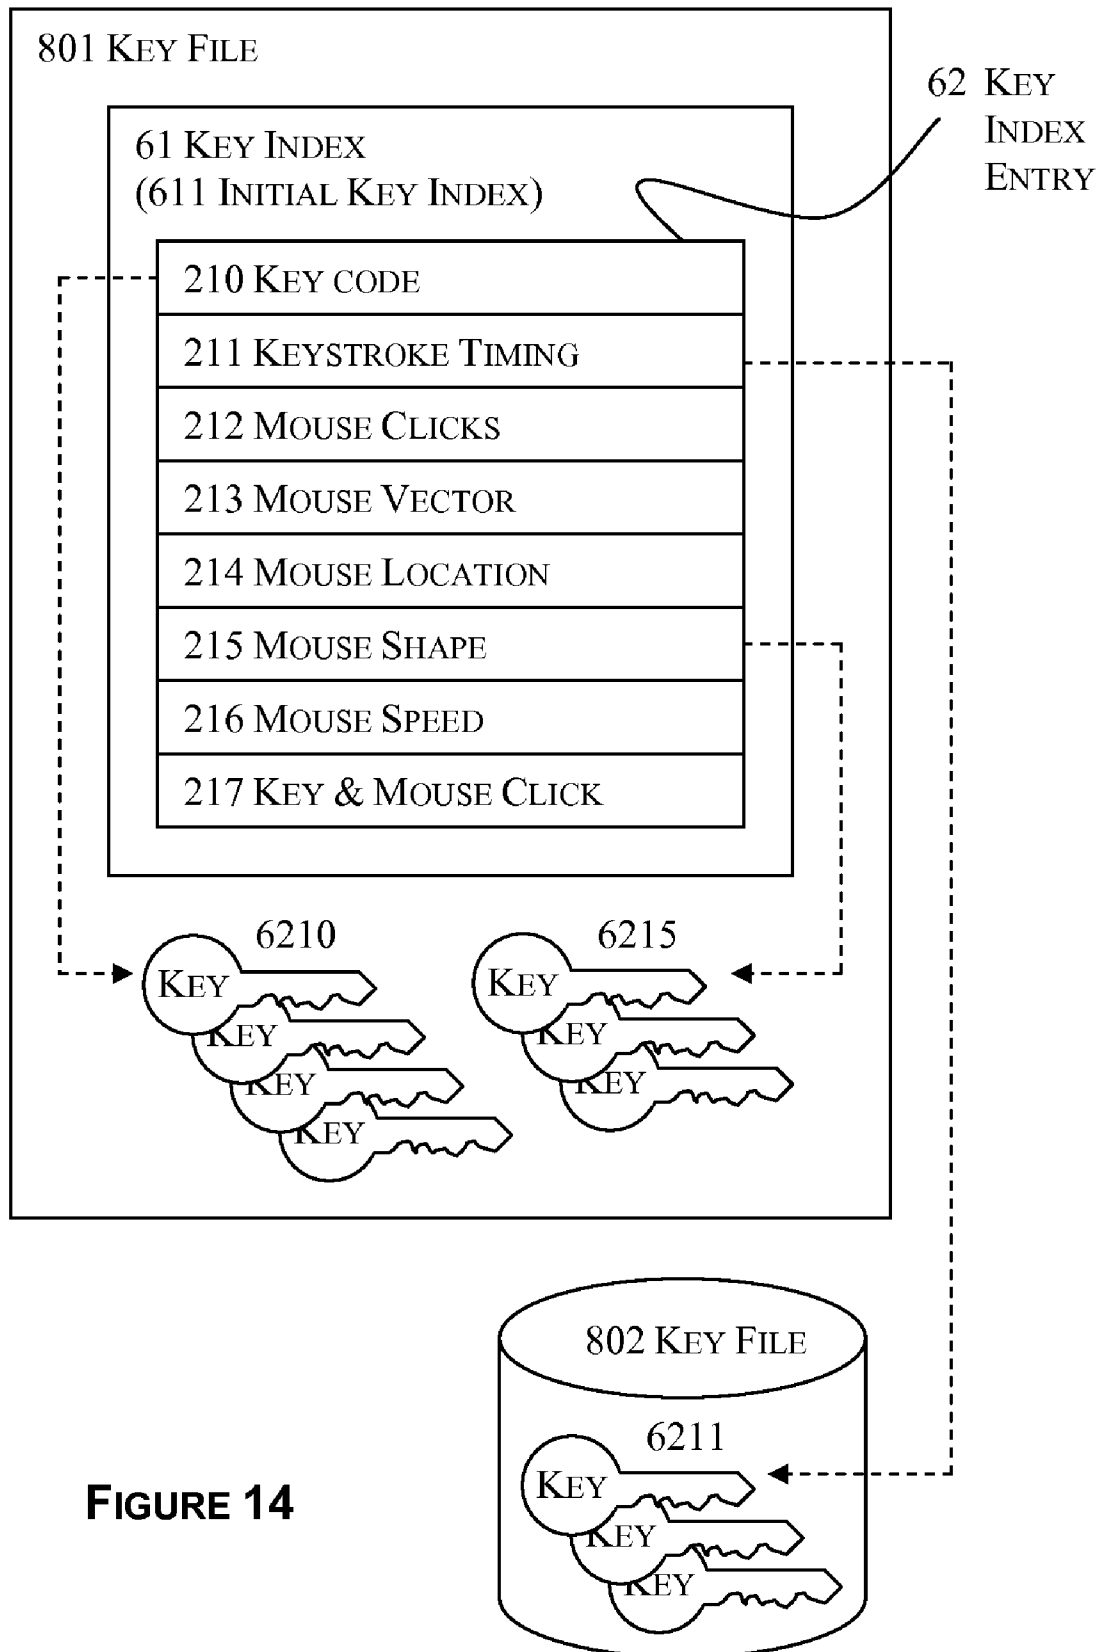 801 KEY FILE
62 KEY
INDEX
ENTRY
61 KEY INDEX
(611 INITIAL KEY INDEX)
210 KEY CODE
211 KEYSTROKE TIMING
212 MOUSE CLICKS
213 MOUSE VECTOR
214 MOUSE LOCATION
215 MOUSE SHAPE
216 MOUSE SPEED
217 KEY & MOUSE CLICK
6210
KEY
KEY
KEY
KEY
6215
KEY
KEY
KEY
802 KEY FILE
6211
KEY
KEY
KEY
FIGURE 14